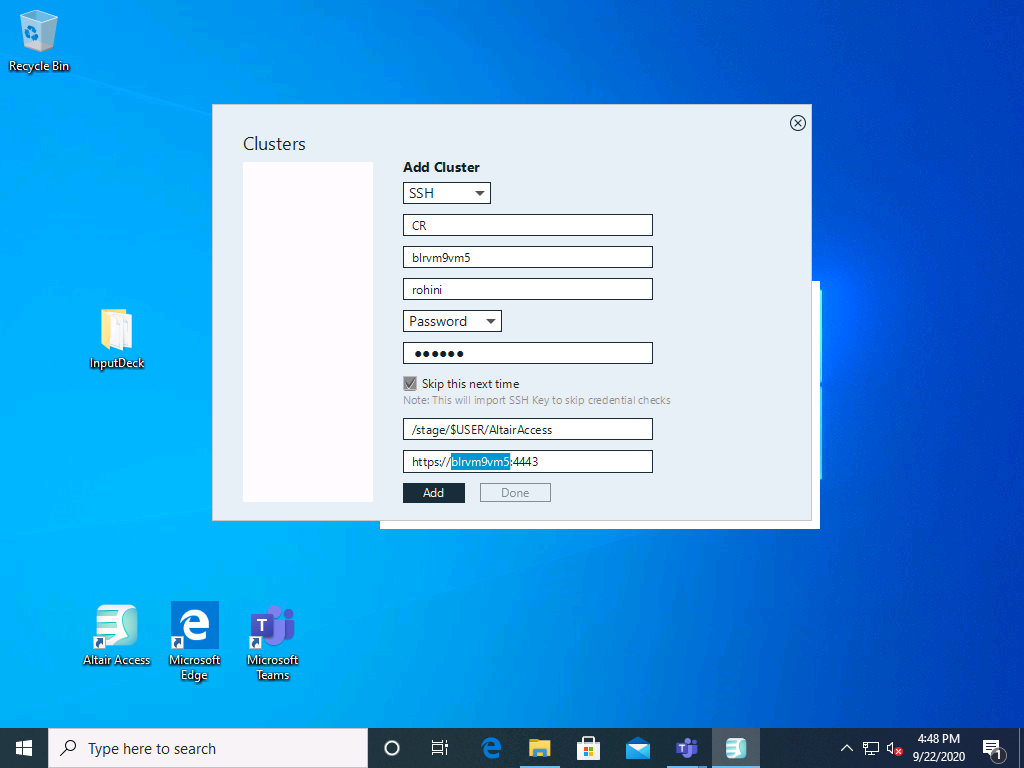 Recycle Bin
Clusters
Add Cluster
SSH
CR
blrvm9vm5
rohini
Password
●●●●●●
Skip this next time
Note: This will import SSH Key to skip credential checks
/stage/$USER/AltairAccess
https://blrvm9vm5:4443
Add
Done
InputDeck
Altair Access
Microsoft
Edge
Microsoft
Teams
Type here to search
4:48 PM
9/22/2020
1